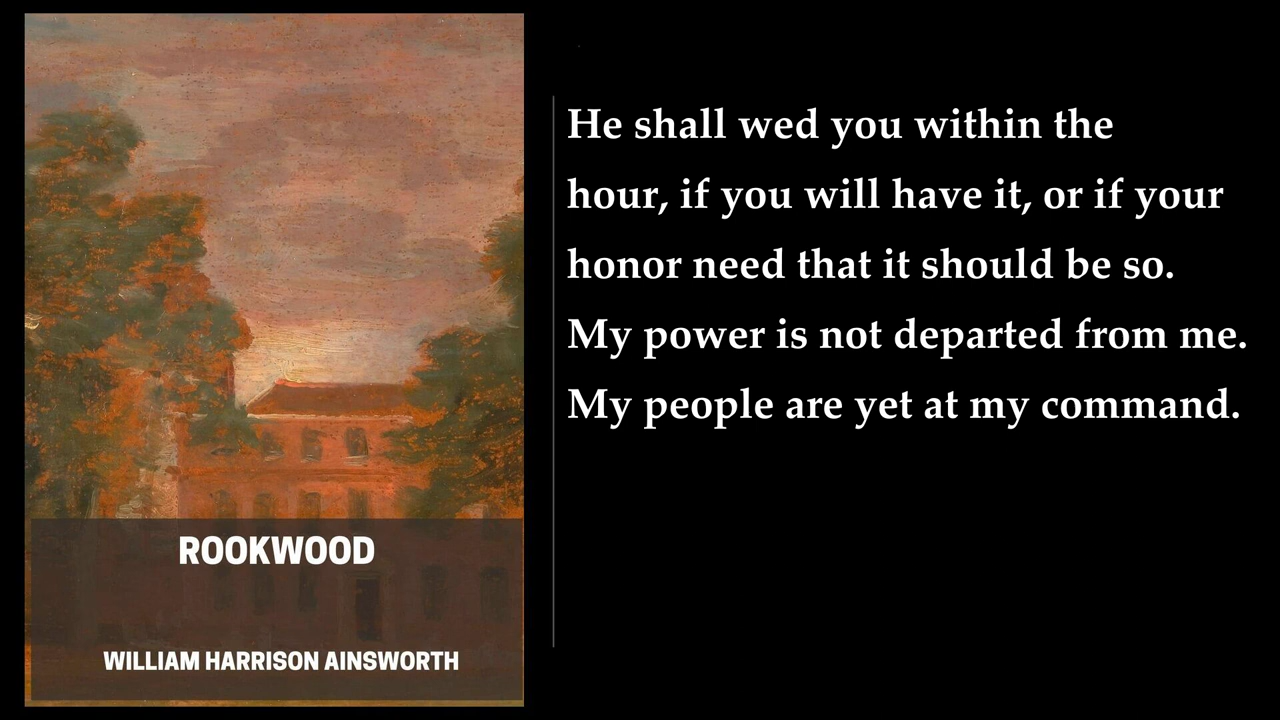 ROOKWOOD
WILLIAM HARRISON AINSWORTH
He shall wed you within the
hour, if you will have it, or if your
honor need that it should be so.
My power is not departed from me.
My people are yet at my command.